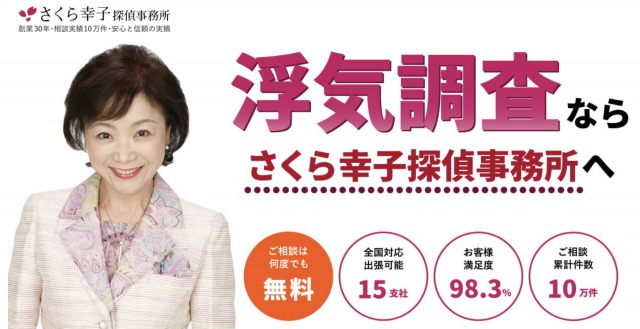 さくら幸子探偵事務所
創業30年・相談実績10万件・安心と信頼の実績
浮気調査なら
さくら幸子探偵事務所へ
ご相談は
何度でも
無料
全国対応
出張可能
15支社
お客様
満足度
98.3%
ご相談
累計件数
10万件